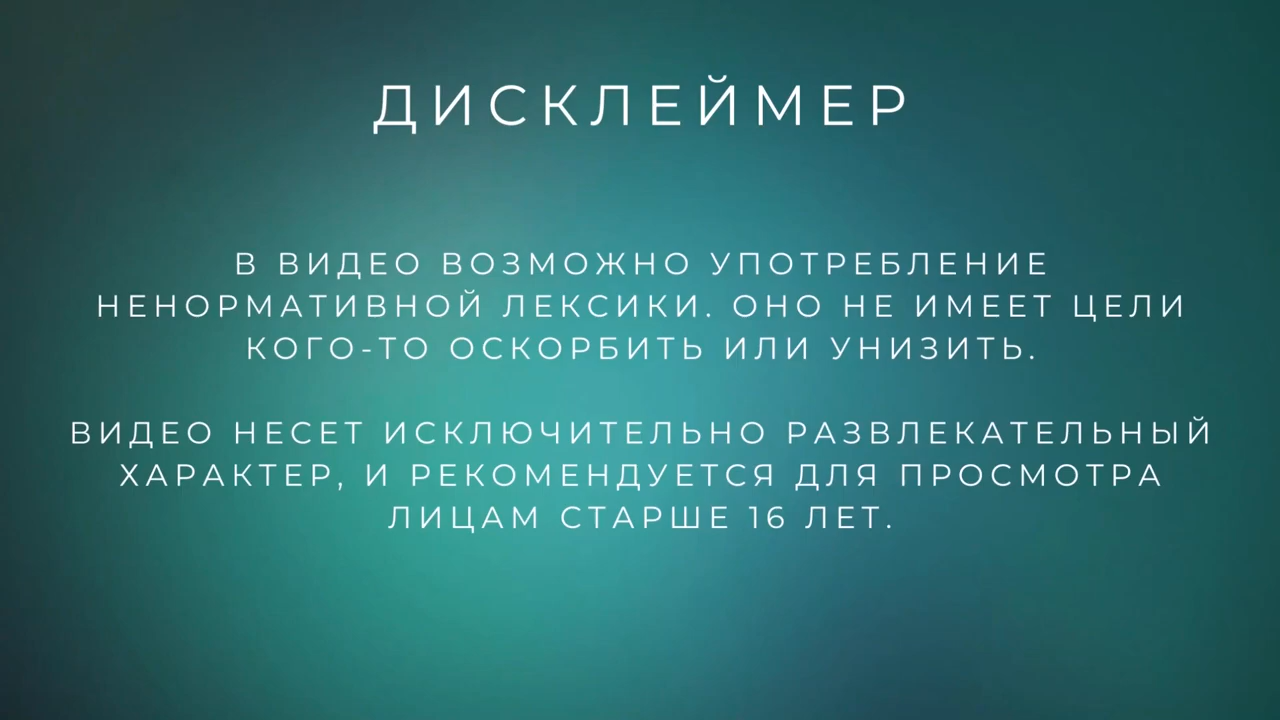 ДИСКЛЕЙМЕР
В ВИДЕО ВОЗМОЖНО УПОТРЕБЛЕНИЕ
НЕНОРМАТИВНОЙ ЛЕКСИКИ. ОНО НЕ ИМЕЕТ ЦЕЛИ
КОГО-ТО ОСКОРБИТЬ ИЛИ УНИЗИТЬ.
ВИДЕО НЕСЕТ ИСКЛЮЧИТЕЛЬНО РАЗВЛЕКАТЕЛЬНЫЙ
ХАРАКТЕР, И РЕКОМЕНДУЕТСЯ ДЛЯ ПРОСМОТРА
ЛИЦАМ СТАРШЕ 16 ЛЕТ.